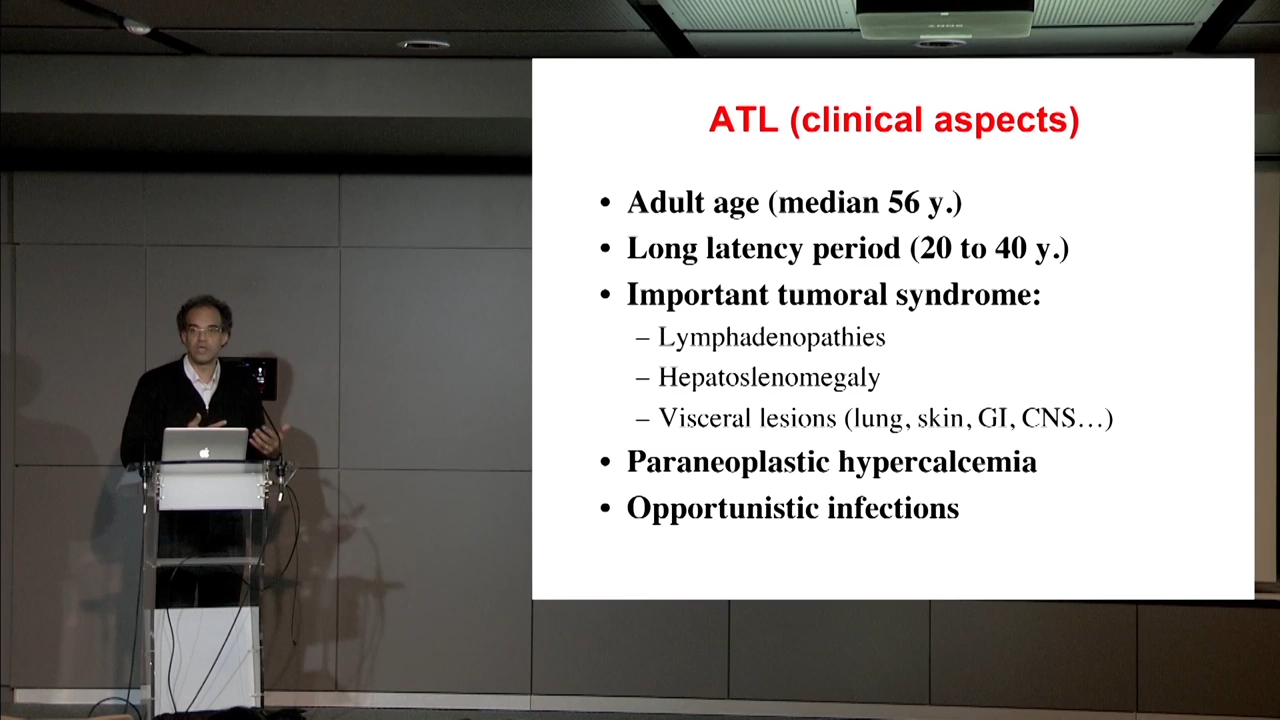 ATL (clinical aspects)
• Adult age (median 56 y.)
• Long latency period (20 to 40 y.)
• Important tumoral syndrome:
– Lymphadenopathies
– Hepatoslenomegaly
– Visceral lesions (lung, skin, GI, CNS…)
• Paraneoplastic hypercalcemia
• Opportunistic infections